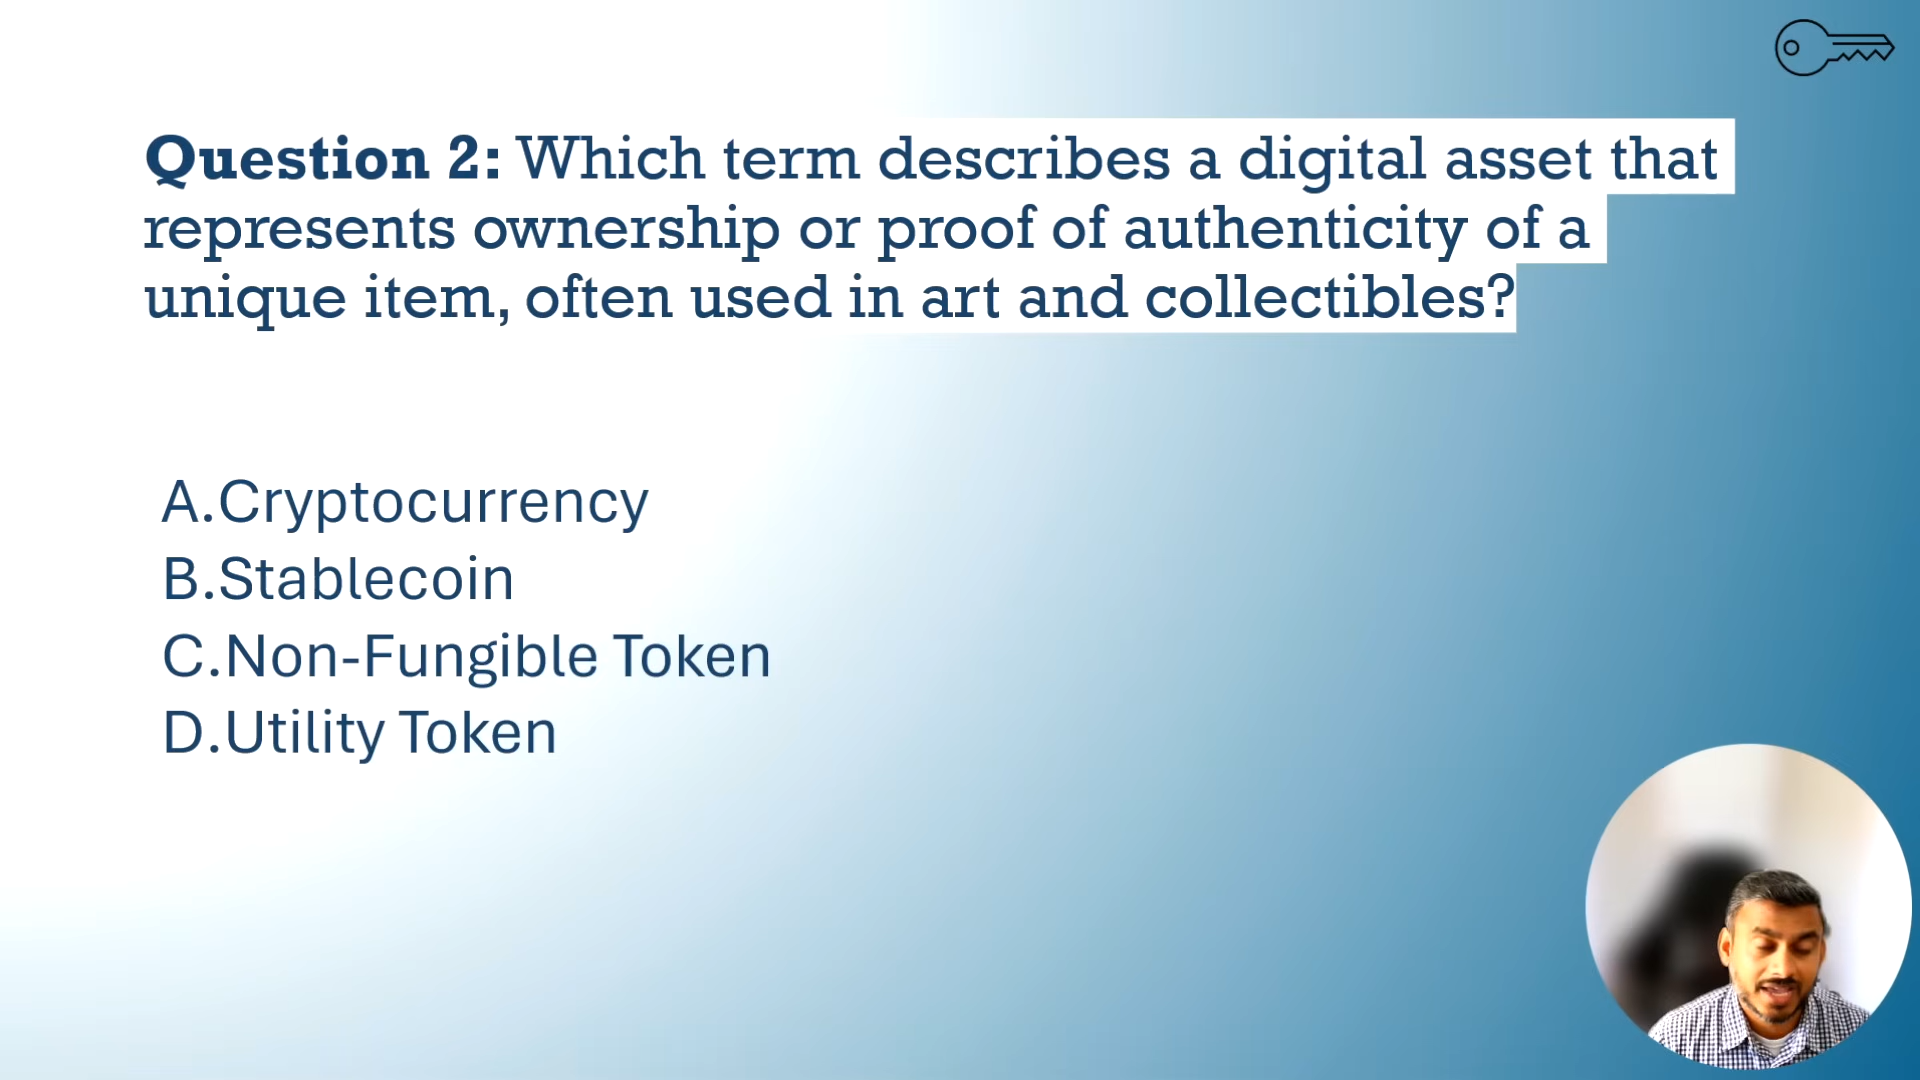 Question 2: Which term describes a digital asset that
represents ownership or proof of authenticity of a
unique item, often used in art and collectibles?
A.Cryptocurrency
B.Stablecoin
C.Non-Fungible Token
D.Utility Token